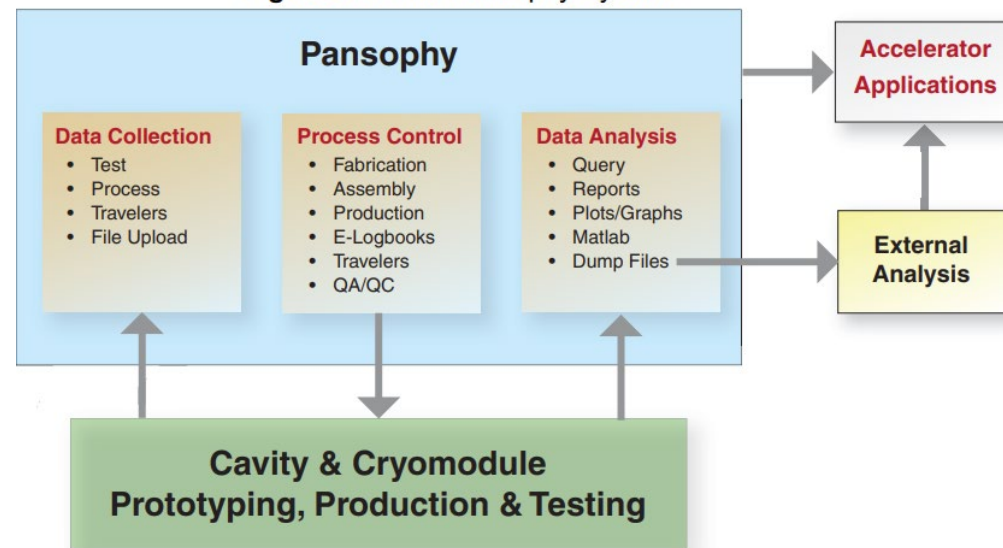 Pansophy
Data Collection
• Test
• Process
• Travelers
• File Upload
Process Control
• Fabrication
• Assembly
• Production
• E-Logbooks
• Travelers
• QA/QC
Data Analysis
• Query
• Reports
• Plots/Graphs
• Matlab
• Dump Files
Accelerator
Applications
External
Analysis
Cavity & Cryomodule
Prototyping, Production & Testing